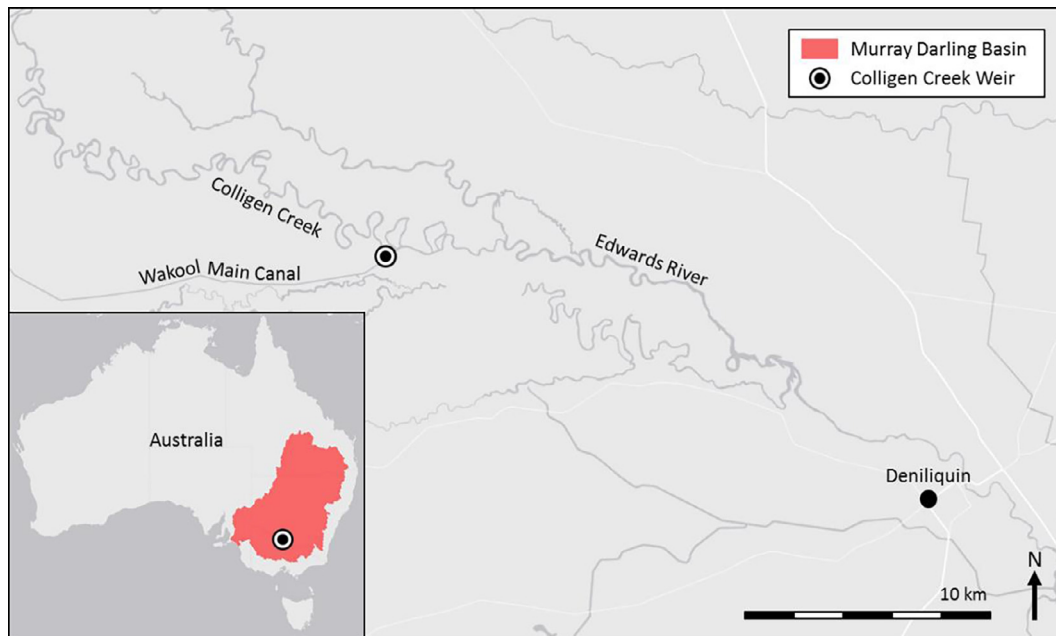 Murray Darling Basin
Colligen Creek Weir
Colligen Creek
Edwards River
Wakool Main Canal
Australia
Deniliquin
N
10 km